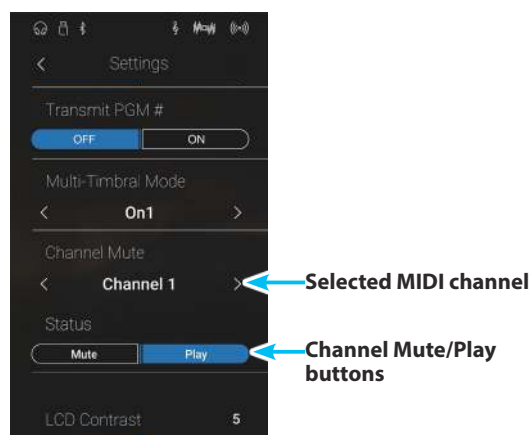 Settings
Transmit PGM #
OFF ON
Multi-Timbral Mode
< On1 >
Channel Mute
< Channel 1 >
Selected MIDI channel
Status
Mute Play
Channel Mute/Play
buttons
LCD Contrast 5